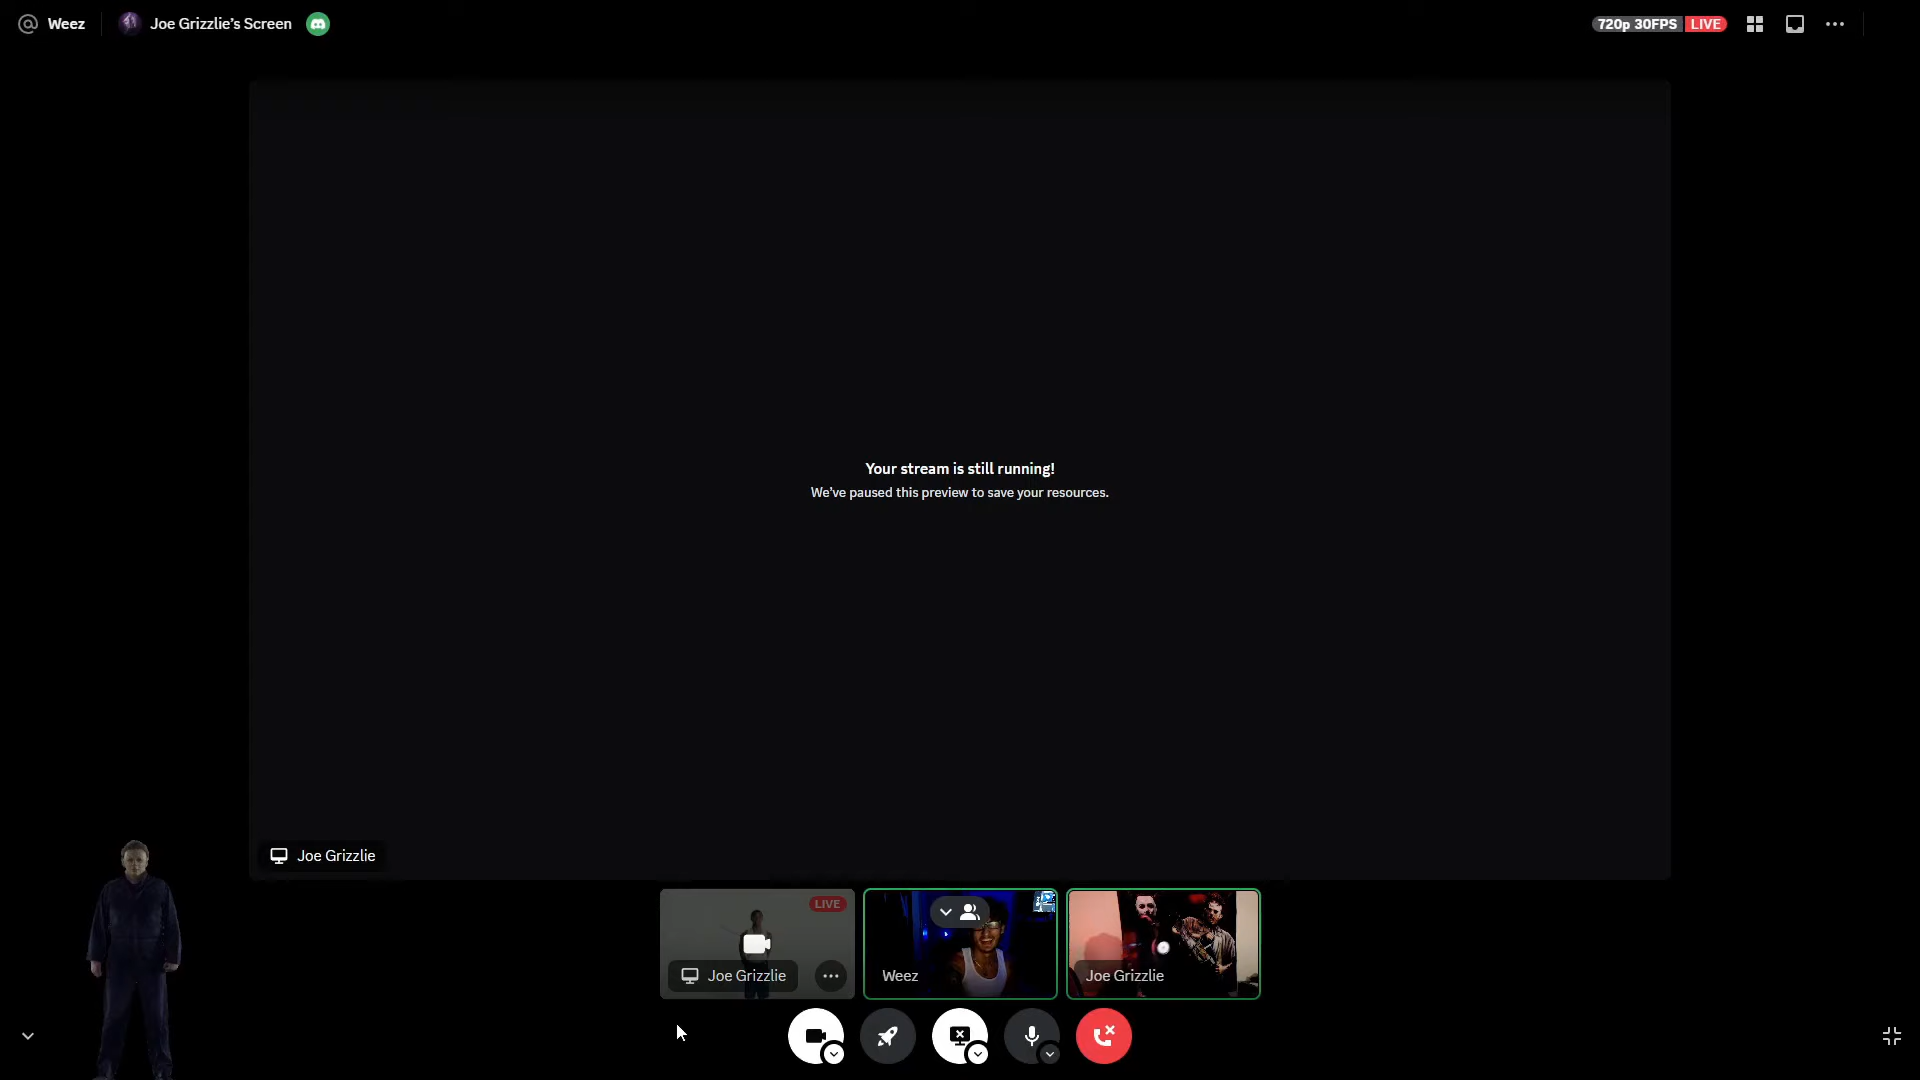 Weez
Joe Grizzlie's Screen
720p 30FPS LIVE
Your stream is still running!
We've paused this preview to save your resources.
Joe Grizzlie
LIVE
Joe Grizzlie
Weez
Joe Grizzlie